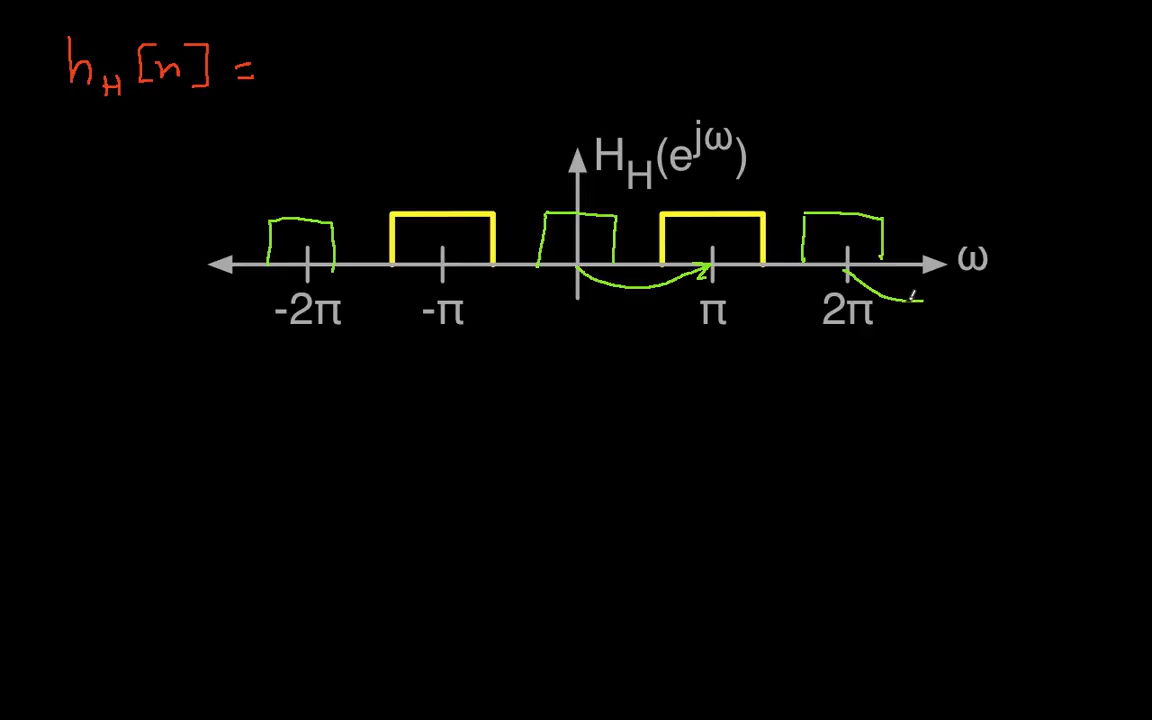 h_H[n] =
H_H(e^{jω})
ω
-2π -π π 2π